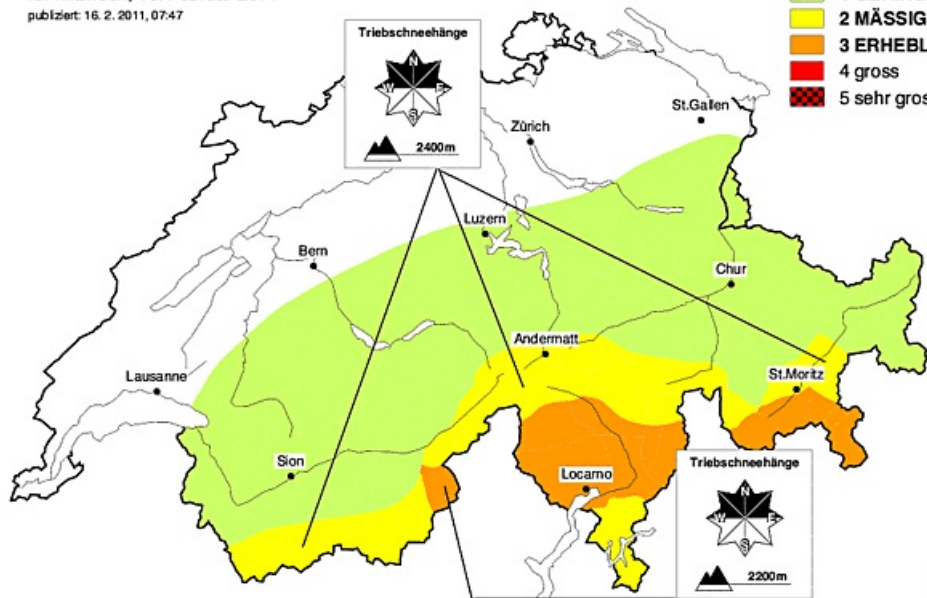 publiziert: 16. 2. 2011, 07:47
2 MÄSSIG
3 ERHEBL
4 gross
5 sehr gros
Triebschneehänge
N
W E
S
2400m
St.Gallen
Zürich
Luzern
Bern
Chur
Andermatt
Lausanne
St.Moritz
Sion
Locarno
Triebschneehänge
N
W E
S
2200m